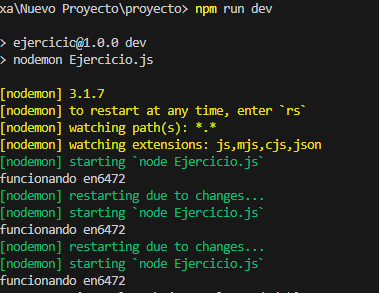 xa\Nuevo Proyecto\proyecto> npm run dev
> ejercicio@1.0.0 dev
> nodemon Ejercicio.js
[nodemon] 3.1.7
[nodemon] to restart at any time, enter `rs`
[nodemon] watching path(s): *.*
[nodemon] watching extensions: js,mjs,cjs,json
[nodemon] starting `node Ejercicio.js`
funcionando en6472
[nodemon] restarting due to changes...
[nodemon] starting `node Ejercicio.js`
funcionando en6472
[nodemon] restarting due to changes...
[nodemon] starting `node Ejercicio.js`
funcionando en6472